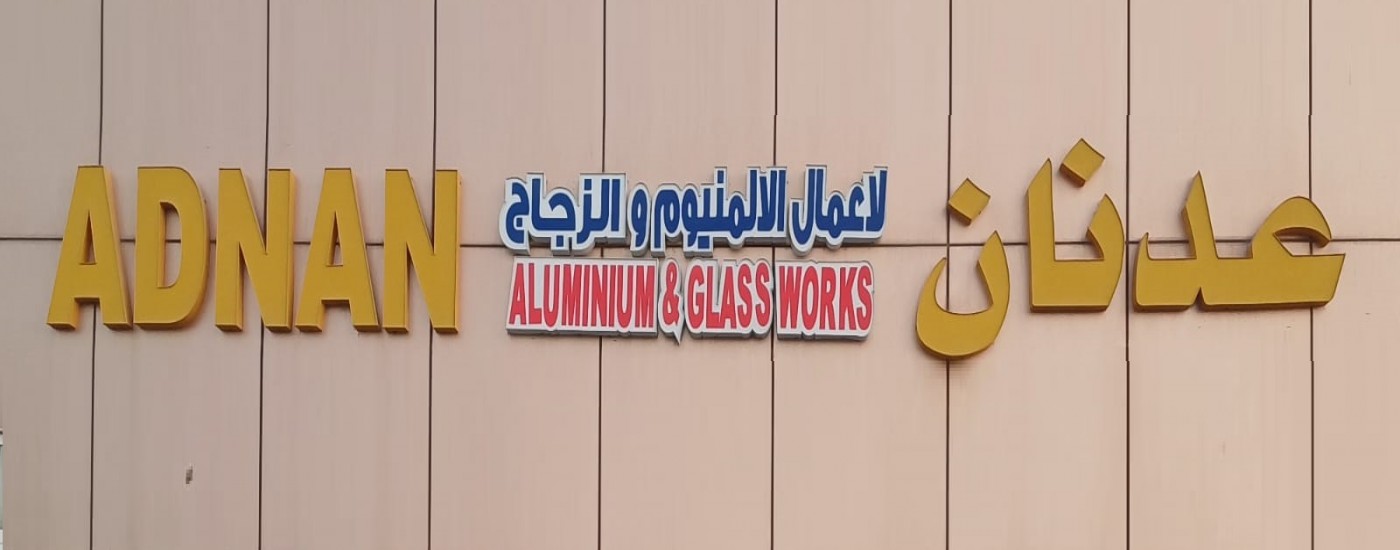 ADNAN
لاعمال الالمنيوم و الزجاج
ALUMINIUM & GLASS WORKS
عدنان